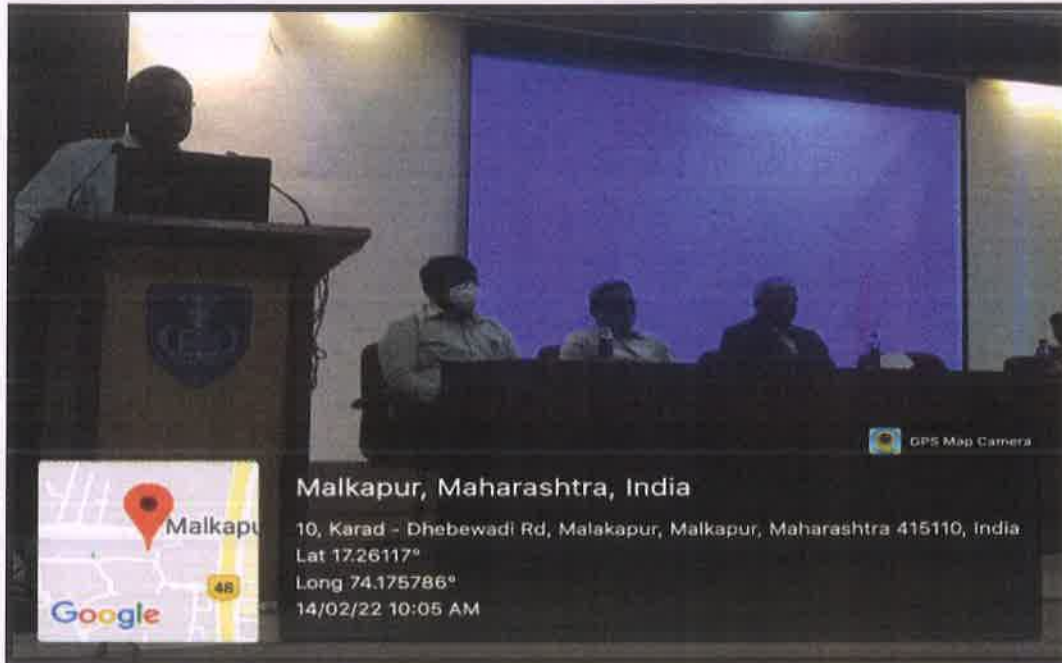 GPS Map Camera
Malkapur, Maharashtra, India
Malkapu
10, Karad - Dhebewadi Rd, Malakapur, Malkapur, Maharashtra 415110, India
Lat 17.26117°
Long 74.175786°
48
Google
14/02/22 10:05 AM